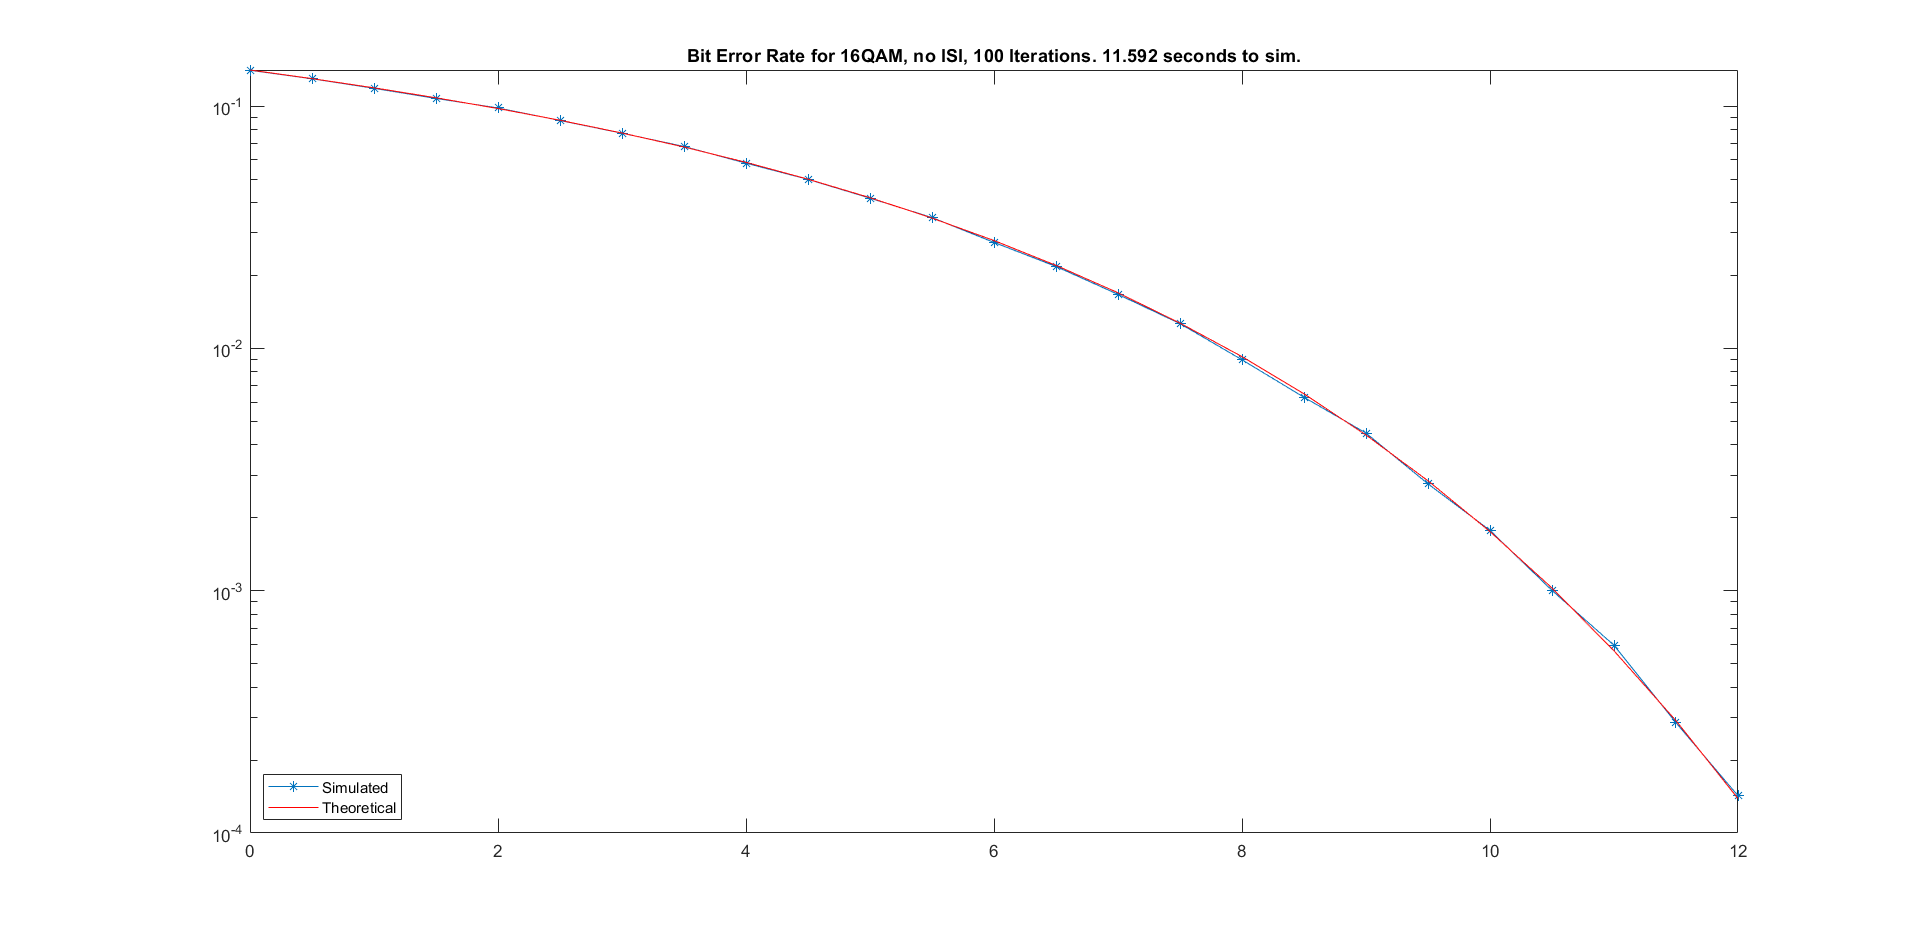 Bit Error Rate for 16QAM, no ISI, 100 Iterations. 11.592 seconds to sim.
10^-1
10^-2
10^-3
10^-4
Simulated
Theoretical
0 2 4 6 8 10 12